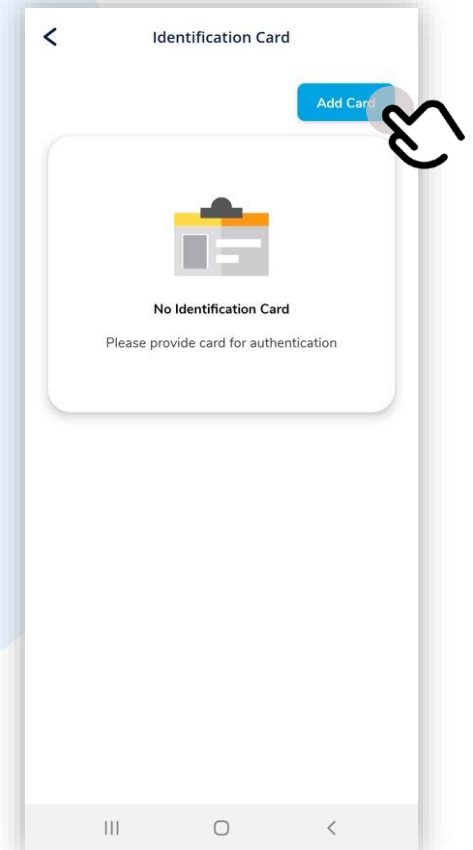 Identification Card
Add Card
No Identification Card
Please provide card for authentication